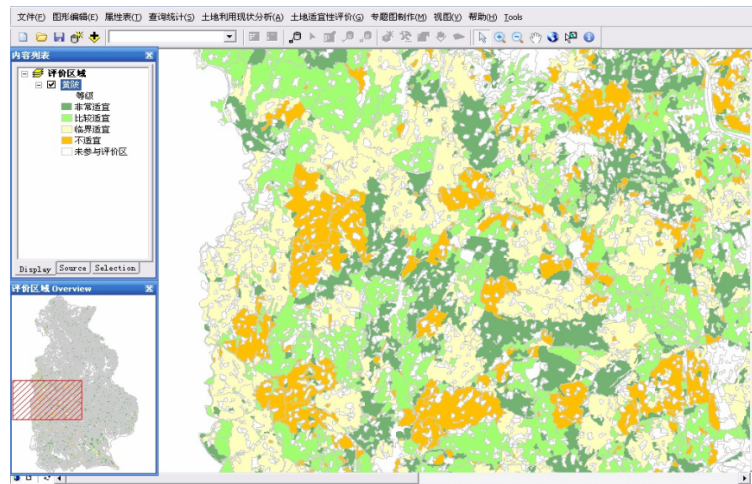 文件(F) 图形编辑(E) 属性表(T) 查询统计(S) 土地利用现状分析(A) 土地适宜性评价(G) 专题图制作(M) 视图(V) 帮助(H) Tools
内容列表
评价区域
黄陂
等级
非常适宜
比较适宜
临界适宜
不适宜
未参与评价区
Display Source Selection
评价区域 Overview